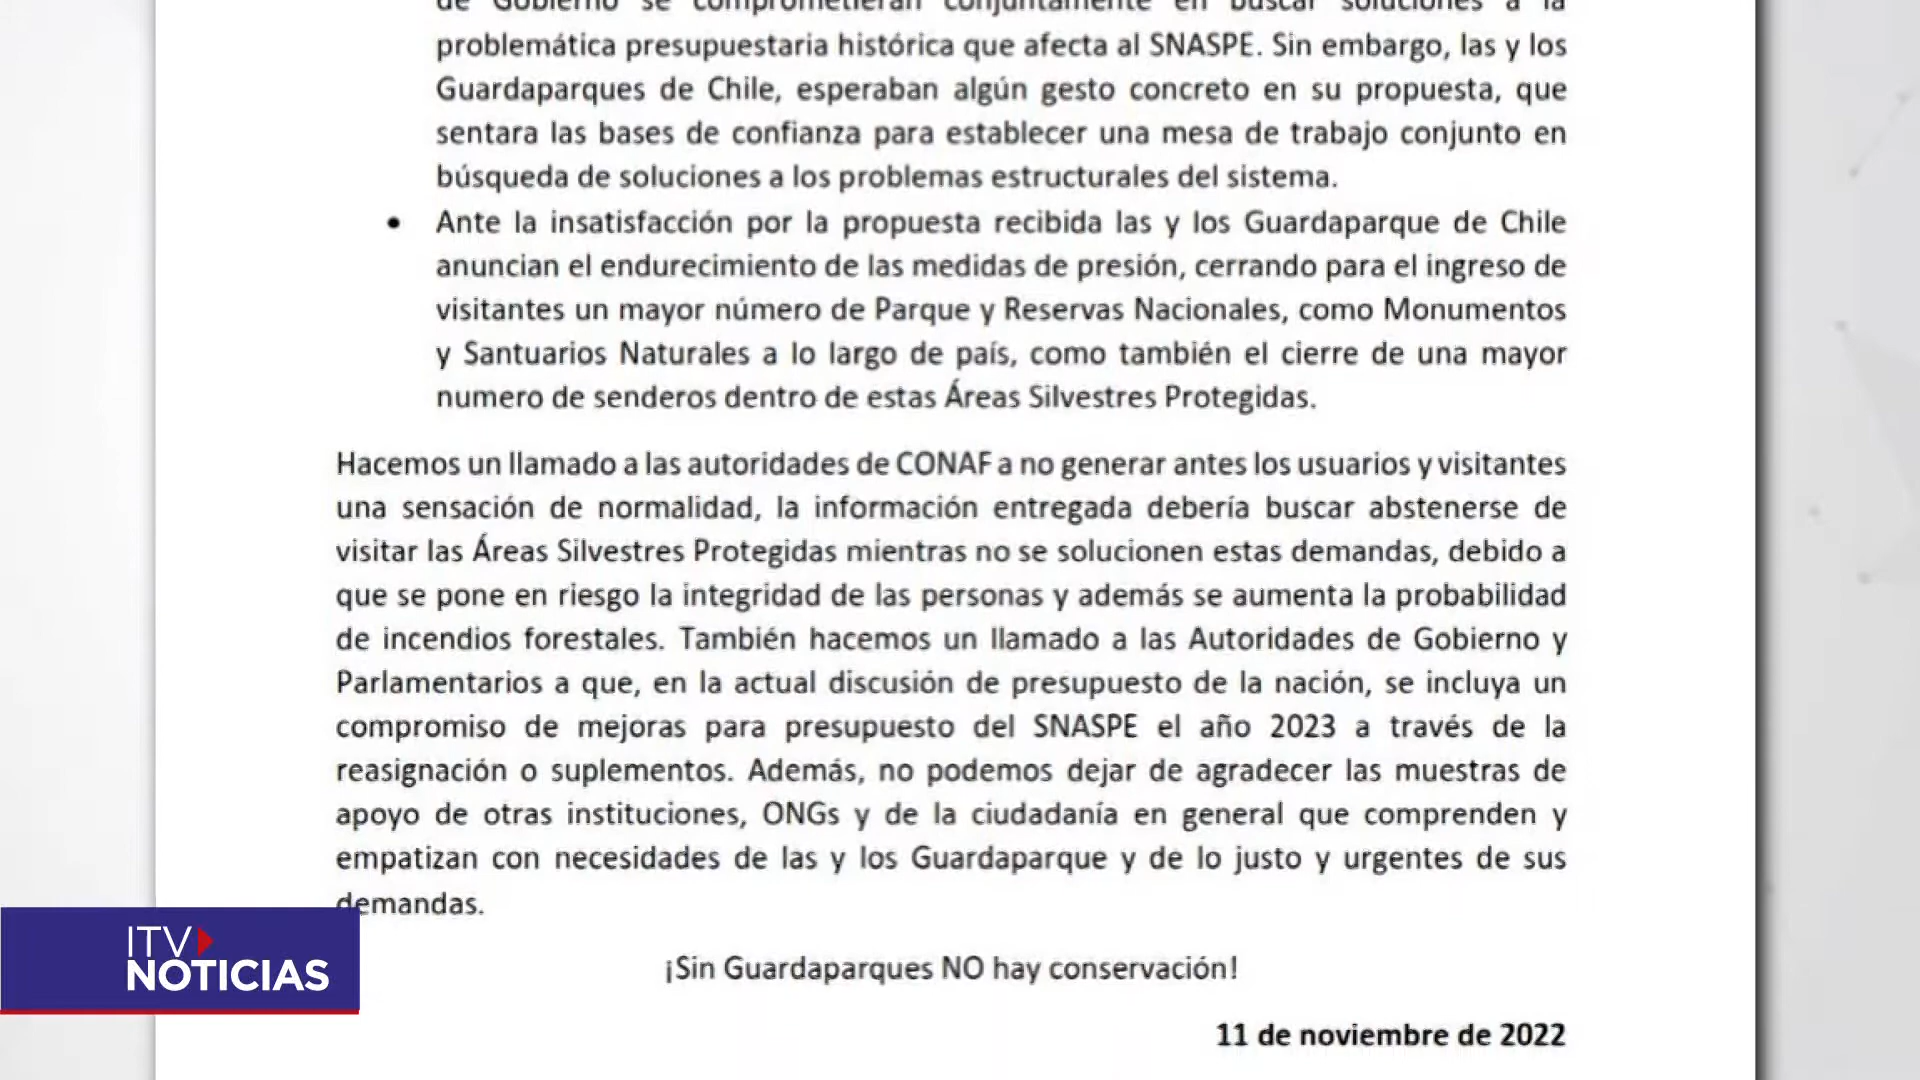 de Gobierno se comprometieran conjuntamente en buscar soluciones a la
problemática presupuestaria histórica que afecta al SNASPE. Sin embargo, las y los
Guardaparques de Chile, esperaban algún gesto concreto en su propuesta, que
sentara las bases de confianza para establecer una mesa de trabajo conjunto en
búsqueda de soluciones a los problemas estructurales del sistema.
• Ante la insatisfacción por la propuesta recibida las y los Guardaparque de Chile
anuncian el endurecimiento de las medidas de presión, cerrando para el ingreso de
visitantes un mayor número de Parque y Reservas Nacionales, como Monumentos
y Santuarios Naturales a lo largo de país, como también el cierre de una mayor
numero de senderos dentro de estas Áreas Silvestres Protegidas.
Hacemos un llamado a las autoridades de CONAF a no generar antes los usuarios y visitantes
una sensación de normalidad, la información entregada debería buscar abstenerse de
visitar las Áreas Silvestres Protegidas mientras no se solucionen estas demandas, debido a
que se pone en riesgo la integridad de las personas y además se aumenta la probabilidad
de incendios forestales. También hacemos un llamado a las Autoridades de Gobierno y
Parlamentarios a que, en la actual discusión de presupuesto de la nación, se incluya un
compromiso de mejoras para presupuesto del SNASPE el año 2023 a través de la
reasignación o suplementos. Además, no podemos dejar de agradecer las muestras de
apoyo de otras instituciones, ONGs y de la ciudadanía en general que comprenden y
empatizan con necesidades de las y los Guardaparque y de lo justo y urgentes de sus
demandas.
¡Sin Guardaparques NO hay conservación!
11 de noviembre de 2022
ITV
NOTICIAS